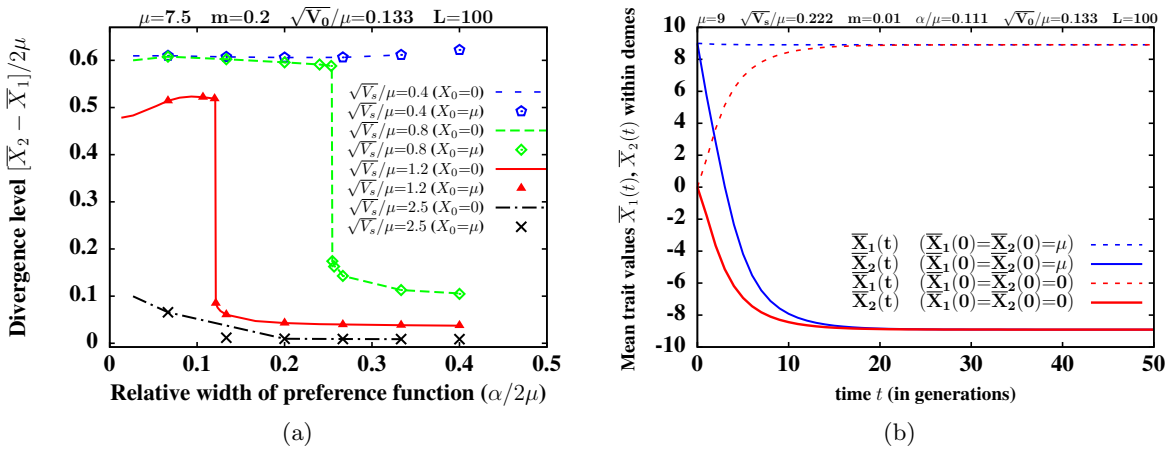 μ=7.5 m=0.2 √V₀/μ=0.133 L=100
Divergence level [X̅₂ − X̅₁]/2μ
0.6
0.5
0.4
0.3
0.2
0.1
0
√Vₛ/μ=0.4 (X₀=0)
√Vₛ/μ=0.4 (X₀=μ)
√Vₛ/μ=0.8 (X₀=0)
√Vₛ/μ=0.8 (X₀=μ)
√Vₛ/μ=1.2 (X₀=0)
√Vₛ/μ=1.2 (X₀=μ)
√Vₛ/μ=2.5 (X₀=0)
√Vₛ/μ=2.5 (X₀=μ)
0 0.1 0.2 0.3 0.4 0.5
Relative width of preference function (α/2μ)
(a)
μ=9 √Vₛ/μ=0.222 m=0.01 α/μ=0.111 √V₀/μ=0.133 L=100
Mean trait values X̅₁(t), X̅₂(t) within demes
10
8
6
4
2
0
-2
-4
-6
-8
-10
X̅₁(t) (X̅₁(0)=X̅₂(0)=μ)
X̅₂(t) (X̅₁(0)=X̅₂(0)=μ)
X̅₁(t) (X̅₁(0)=X̅₂(0)=0)
X̅₂(t) (X̅₁(0)=X̅₂(0)=0)
0 10 20 30 40 50
time t (in generations)
(b)